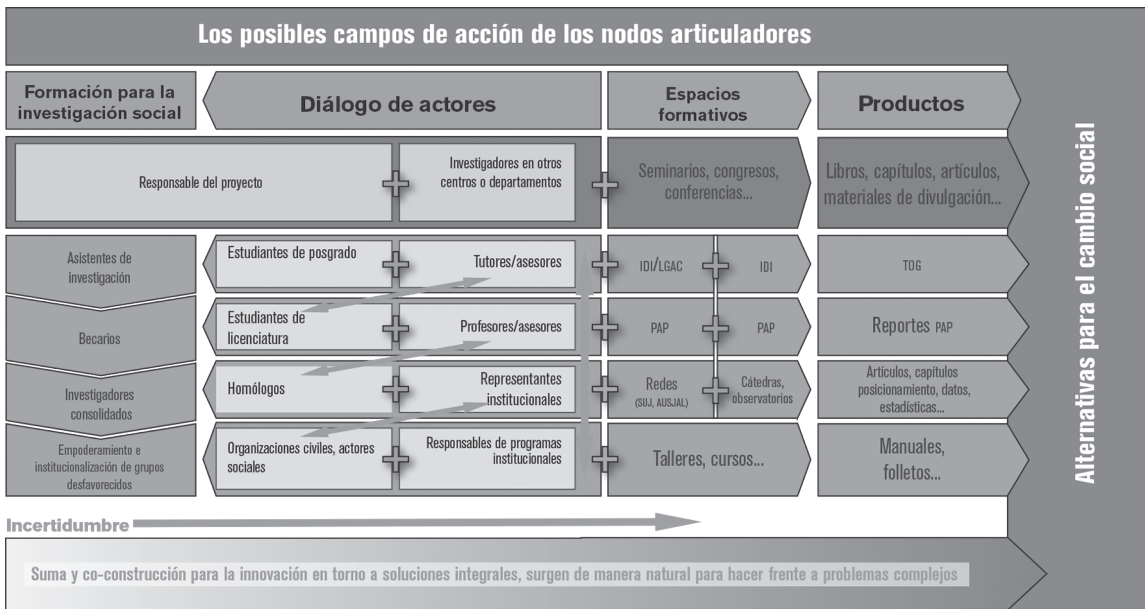 Los posibles campos de acción de los nodos articuladores
Formación para la
investigación social
Diálogo de actores
Espacios
formativos
Productos
Responsable del proyecto
Investigadores en otros
centros o departamentos
Seminarios, congresos,
conferencias...
Libros, capítulos, artículos,
materiales de divulgación...
Asistentes de
investigación
Estudiantes de posgrado
Tutores/asesores
IDI/LGAC
IDI
TOG
Becarios
Estudiantes de
licenciatura
Profesores/asesores
PAP
PAP
Reportes PAP
Investigadores
consolidados
Homólogos
Representantes
institucionales
Redes
(SUJ, AUSJAL)
Cátedras,
observatorios
Artículos, capítulos
posicionamiento, datos,
estadísticas...
Empoderamiento e
institucionalización de grupos
desfavorecidos
Organizaciones civiles, actores
sociales
Responsables de programas
institucionales
Talleres, cursos...
Manuales,
folletos...
Alternativas para el cambio social
Incertidumbre
Suma y co-construcción para la innovación en torno a soluciones integrales, surgen de manera natural para hacer frente a problemas complejos